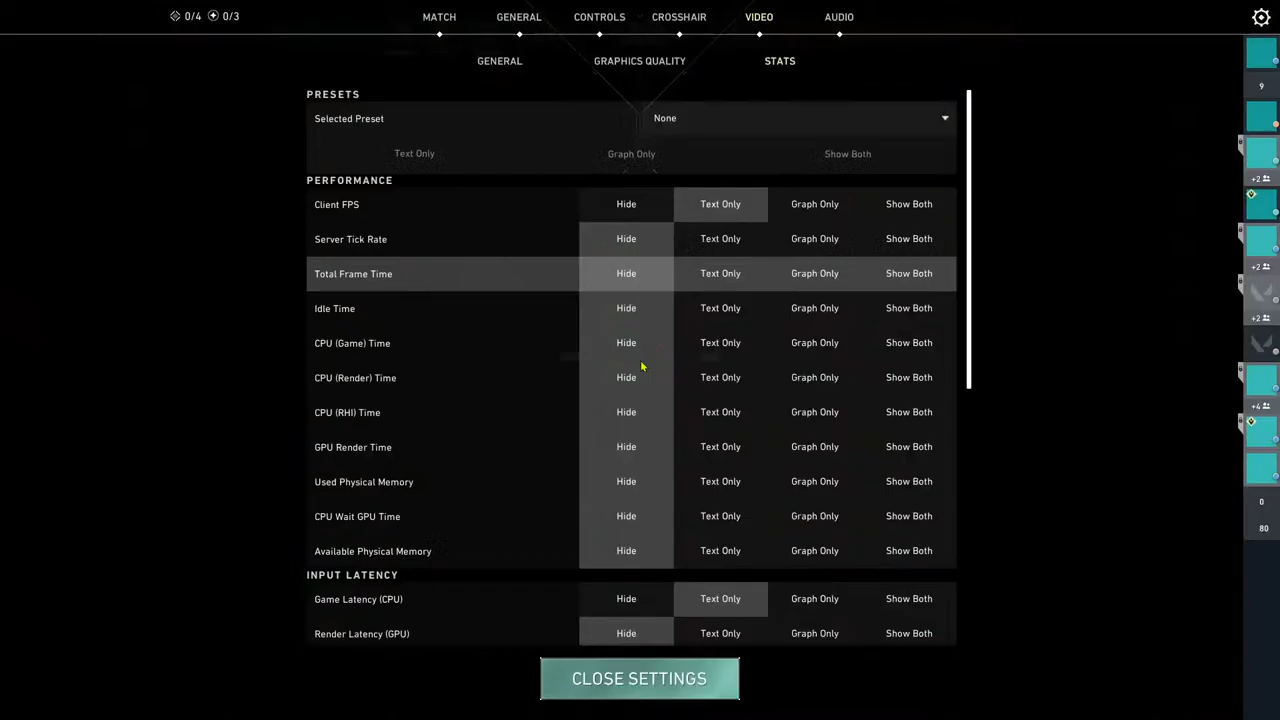 0/4 0/3
MATCH GENERAL CONTROLS CROSSHAIR VIDEO AUDIO
GENERAL GRAPHICS QUALITY STATS
PRESETS
Selected Preset None
Text Only Graph Only Show Both
PERFORMANCE
Client FPS Hide Text Only Graph Only Show Both
Server Tick Rate Hide Text Only Graph Only Show Both
Total Frame Time Hide Text Only Graph Only Show Both
Idle Time Hide Text Only Graph Only Show Both
CPU (Game) Time Hide Text Only Graph Only Show Both
CPU (Render) Time Hide Text Only Graph Only Show Both
CPU (RHI) Time Hide Text Only Graph Only Show Both
GPU Render Time Hide Text Only Graph Only Show Both
Used Physical Memory Hide Text Only Graph Only Show Both
CPU Wait GPU Time Hide Text Only Graph Only Show Both
Available Physical Memory Hide Text Only Graph Only Show Both
INPUT LATENCY
Game Latency (CPU) Hide Text Only Graph Only Show Both
Render Latency (GPU) Hide Text Only Graph Only Show Both
CLOSE SETTINGS
9
+2
+2
+2
+4
0
80